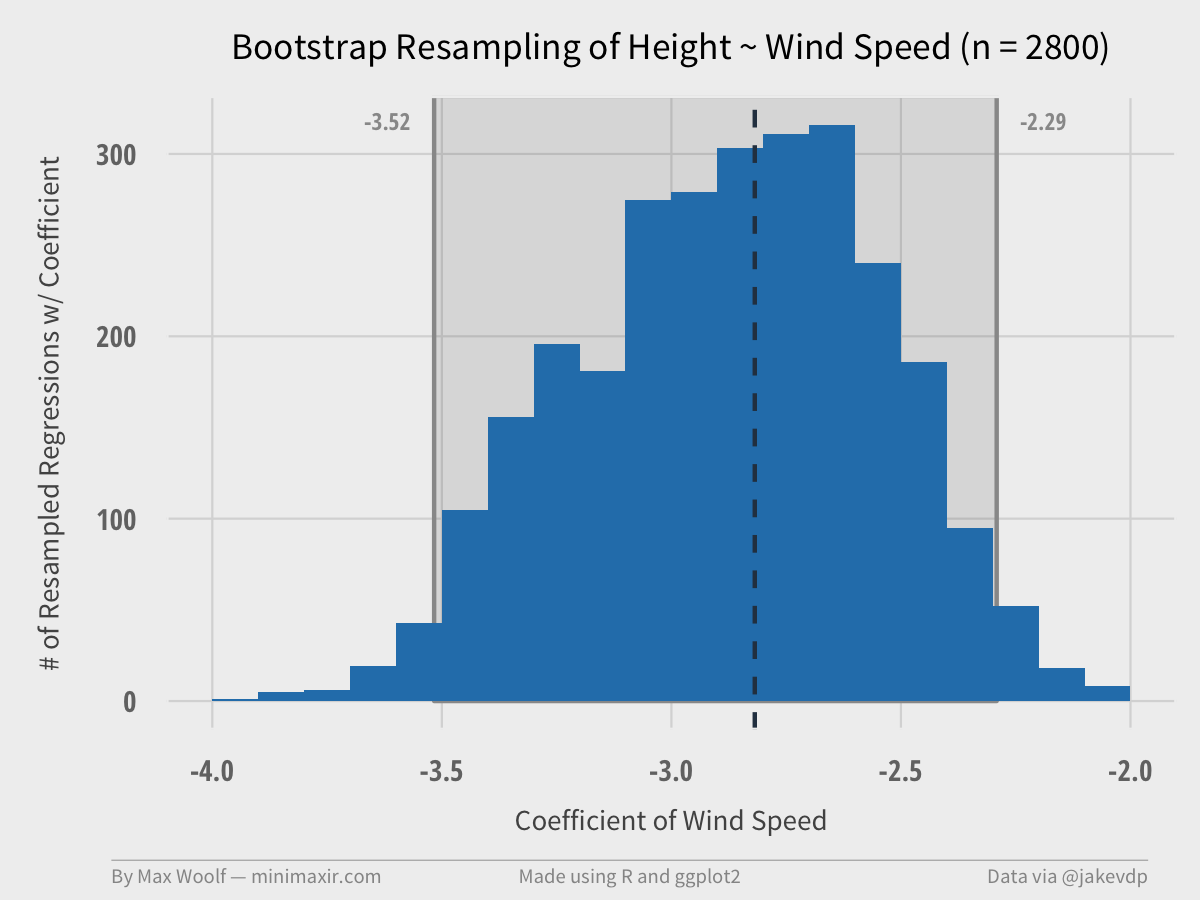 Bootstrap Resampling of Height ~ Wind Speed (n = 2800)
-3.52
-2.29
# of Resampled Regressions w/ Coefficient
300
200
100
0
-4.0
-3.5
-3.0
-2.5
-2.0
Coefficient of Wind Speed
By Max Woolf — minimaxir.com
Made using R and ggplot2
Data via @jakevdp